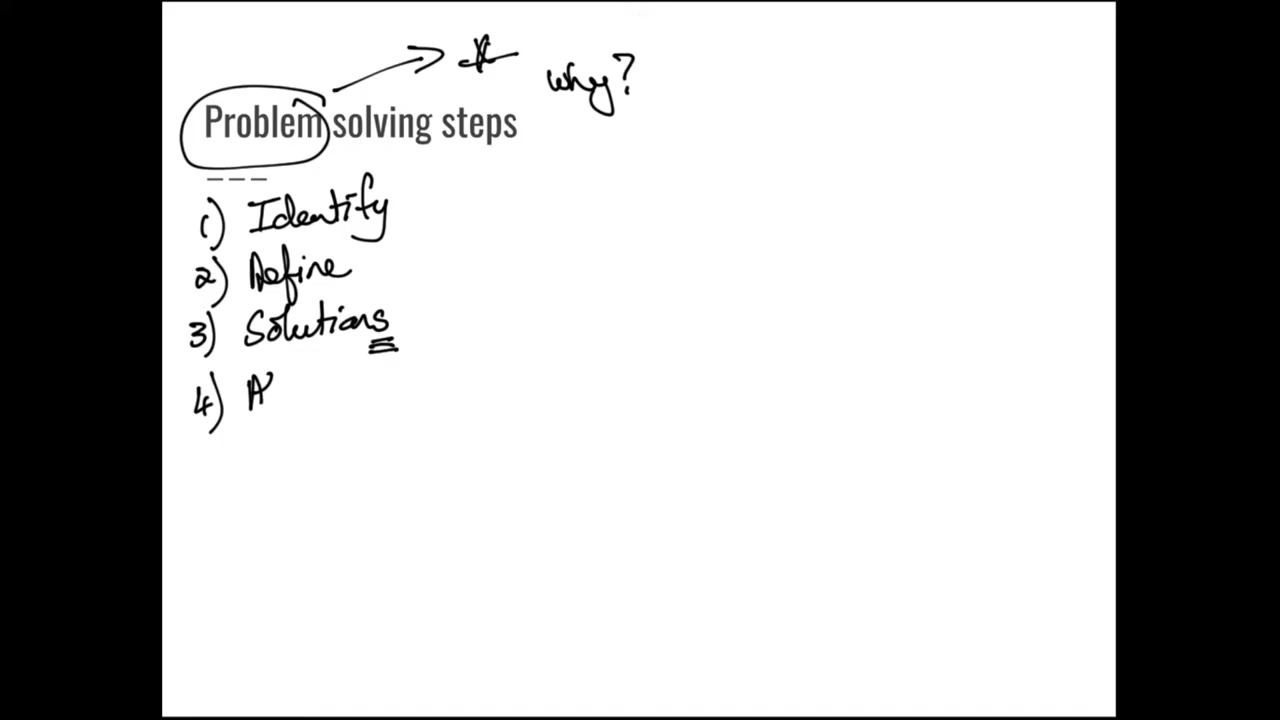 why?
Problem solving steps
1) Identify
2) Define
3) Solutions
4) A